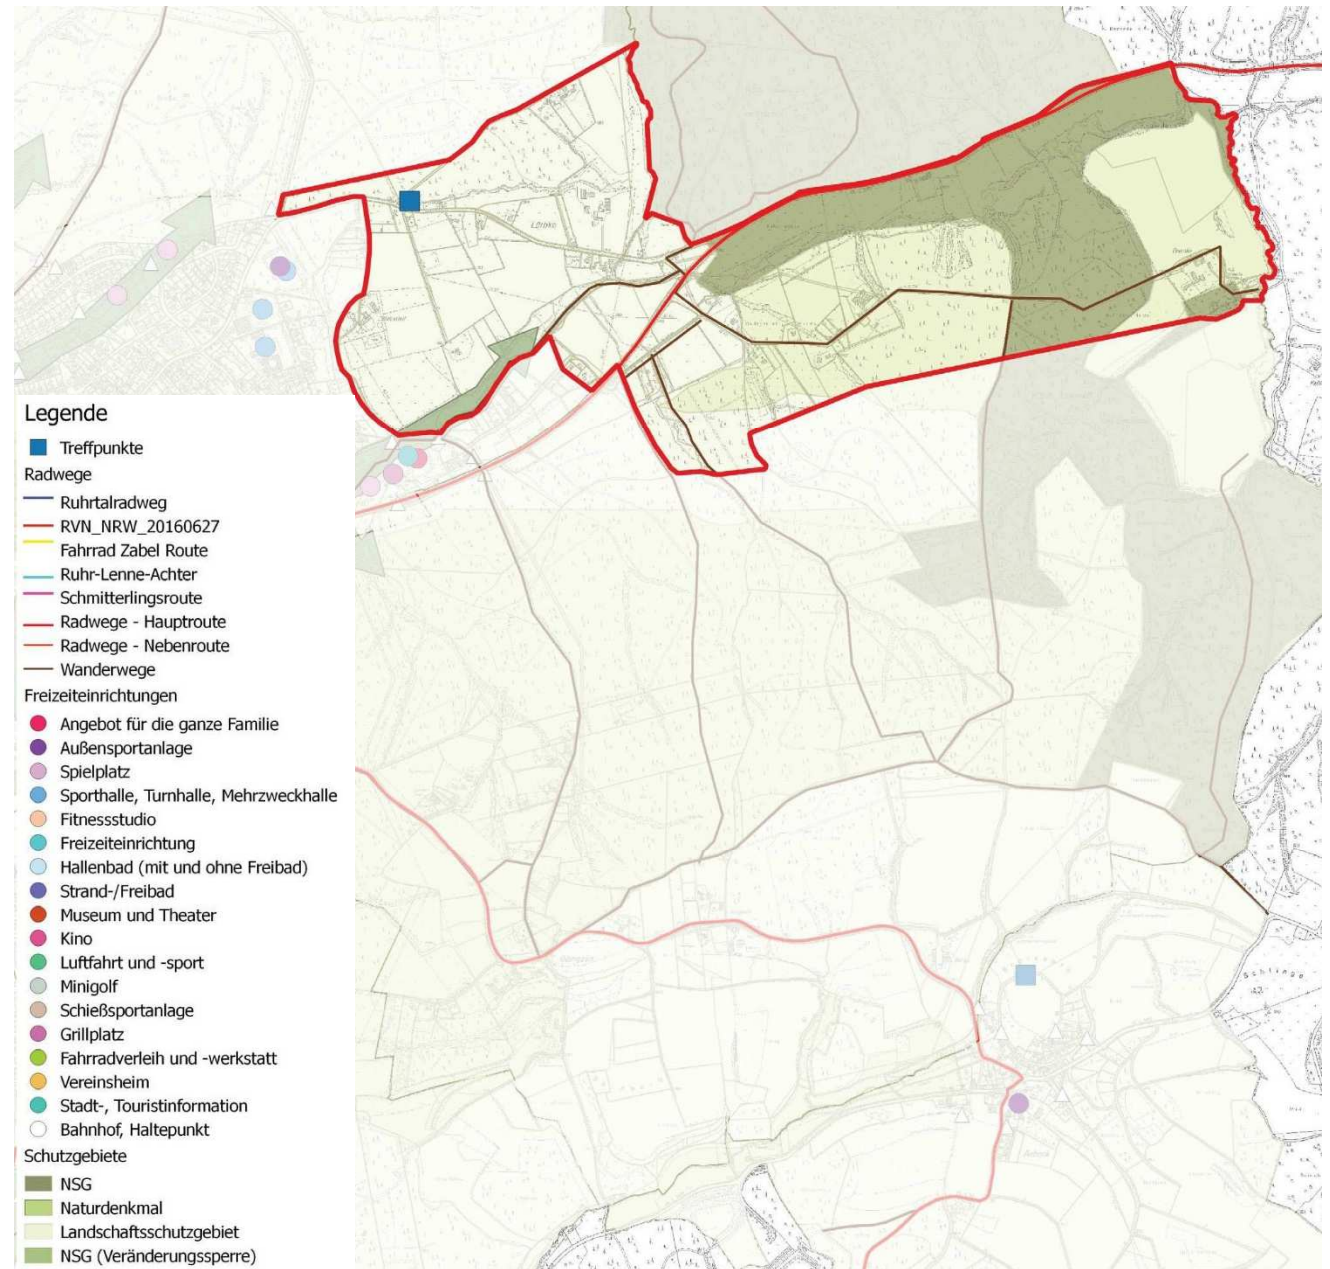 Lürbke
Legende
Treffpunkte
Radwege
Ruhrtalradweg
RVN_NRW_20160627
Fahrrad Zabel Route
Ruhr-Lenne-Achter
Schmitterlingsroute
Radwege - Hauptroute
Radwege - Nebenroute
Wanderwege
Freizeiteinrichtungen
Angebot für die ganze Familie
Außensportanlage
Spielplatz
Sporthalle, Turnhalle, Mehrzweckhalle
Fitnessstudio
Freizeiteinrichtung
Hallenbad (mit und ohne Freibad)
Strand-/Freibad
Museum und Theater
Kino
Luftfahrt und -sport
Minigolf
Schießsportanlage
Grillplatz
Fahrradverleih und -werkstatt
Vereinsheim
Stadt-, Touristinformation
Bahnhof, Haltepunkt
Schutzgebiete
NSG
Naturdenkmal
Landschaftsschutzgebiet
NSG (Veränderungssperre)